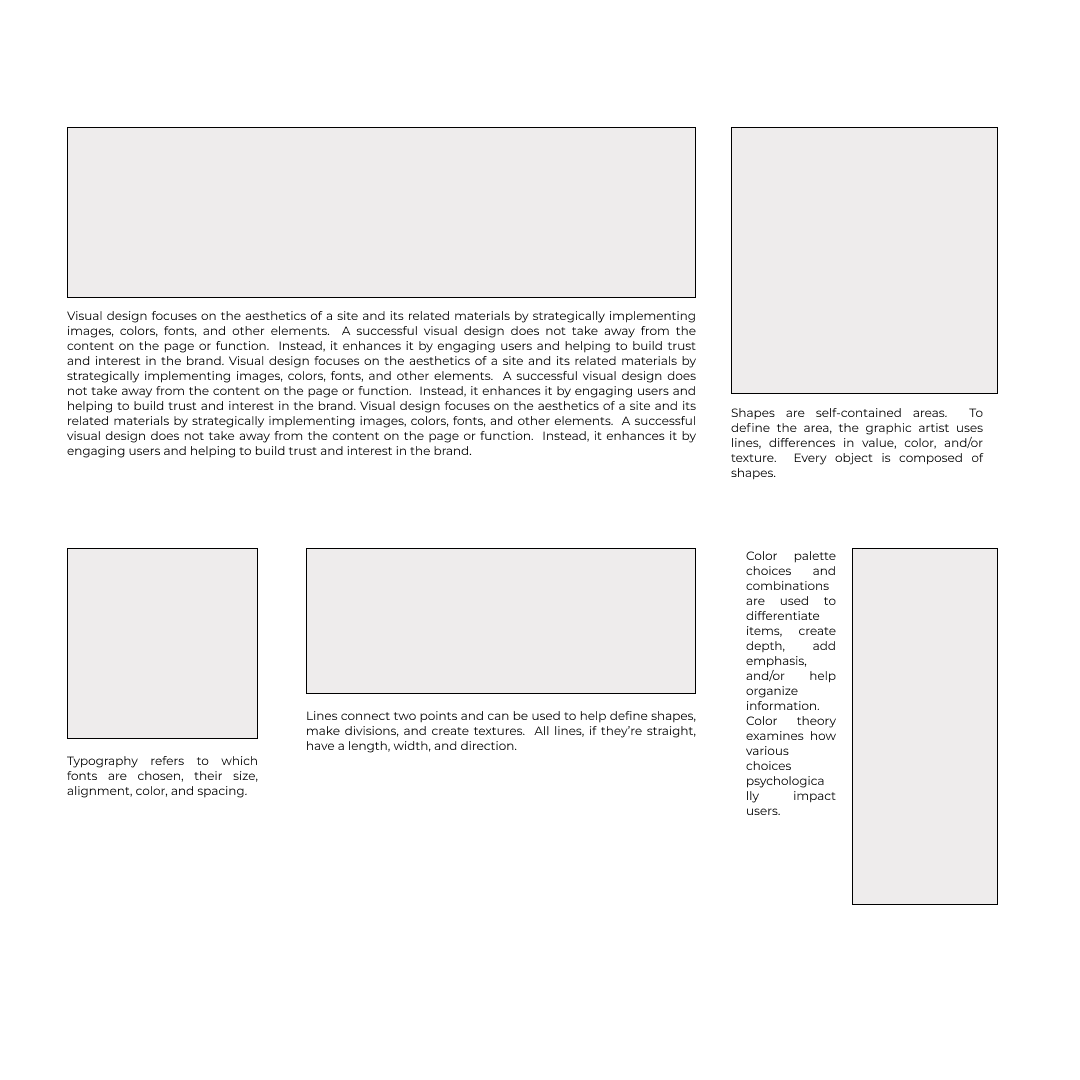 Visual design focuses on the aesthetics of a site and its related materials by strategically implementing
images, colors, fonts, and other elements.  A successful visual design does not take away from the
content on the page or function.  Instead, it enhances it by engaging users and helping to build trust
and interest in the brand. Visual design focuses on the aesthetics of a site and its related materials by
strategically implementing images, colors, fonts, and other elements.  A successful visual design does
not take away from the content on the page or function.  Instead, it enhances it by engaging users and
helping to build trust and interest in the brand. Visual design focuses on the aesthetics of a site and its
related materials by strategically implementing images, colors, fonts, and other elements.  A successful
visual design does not take away from the content on the page or function.  Instead, it enhances it by
engaging users and helping to build trust and interest in the brand.
Shapes are self-contained areas.  To
define the area, the graphic artist uses
lines, differences in value, color, and/or
texture.  Every object is composed of
shapes.
Typography refers to which
fonts are chosen, their size,
alignment, color, and spacing.
Lines connect two points and can be used to help define shapes,
make divisions, and create textures.  All lines, if they’re straight,
have a length, width, and direction.
Color palette
choices and
combinations
are used to
differentiate
items, create
depth, add
emphasis,
and/or help
organize
information.
Color theory
examines how
various
choices
psychologica
lly impact
users.